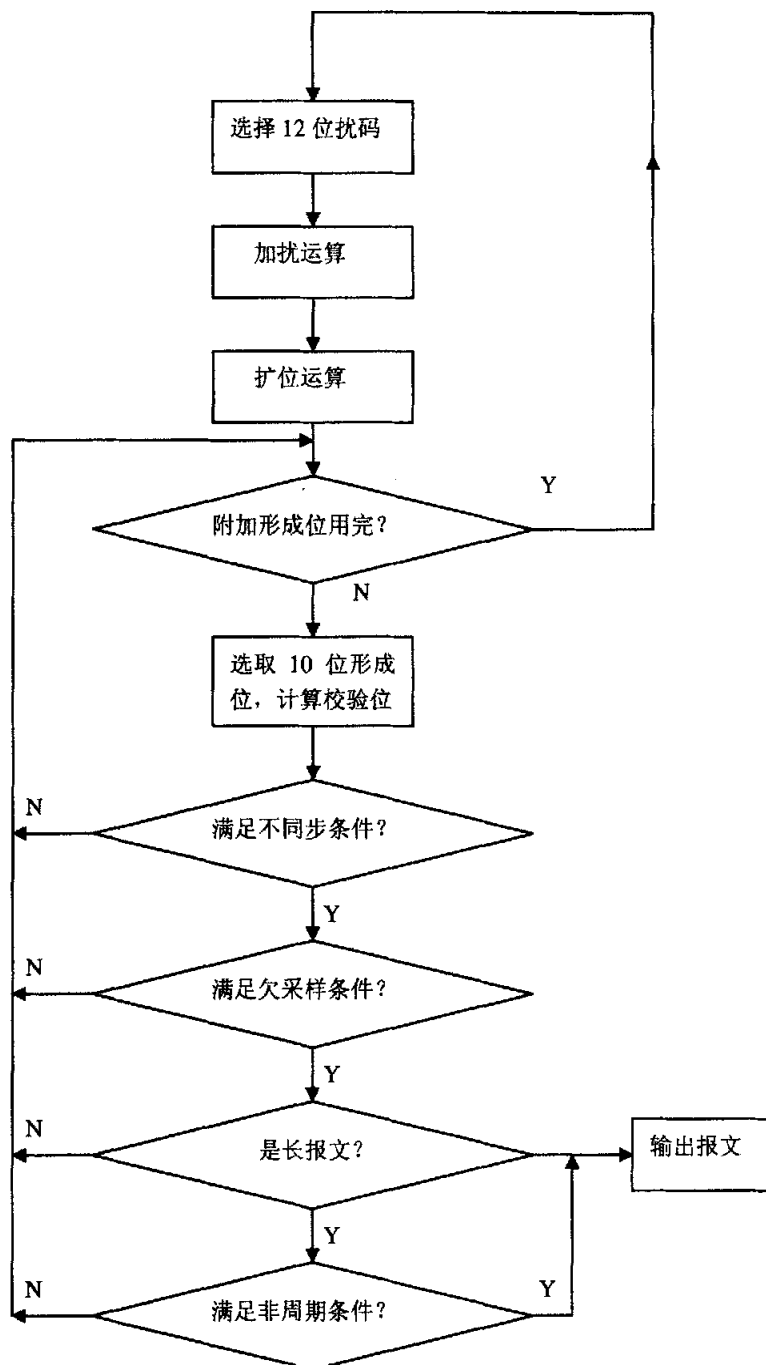 选择 12 位扰码
加扰运算
扩位运算
附加形成位用完？
Y
N
选取 10 位形成
位，计算校验位
满足不同步条件？
N
Y
满足欠采样条件？
N
Y
是长报文？
N
输出报文
Y
满足非周期条件？
N
Y